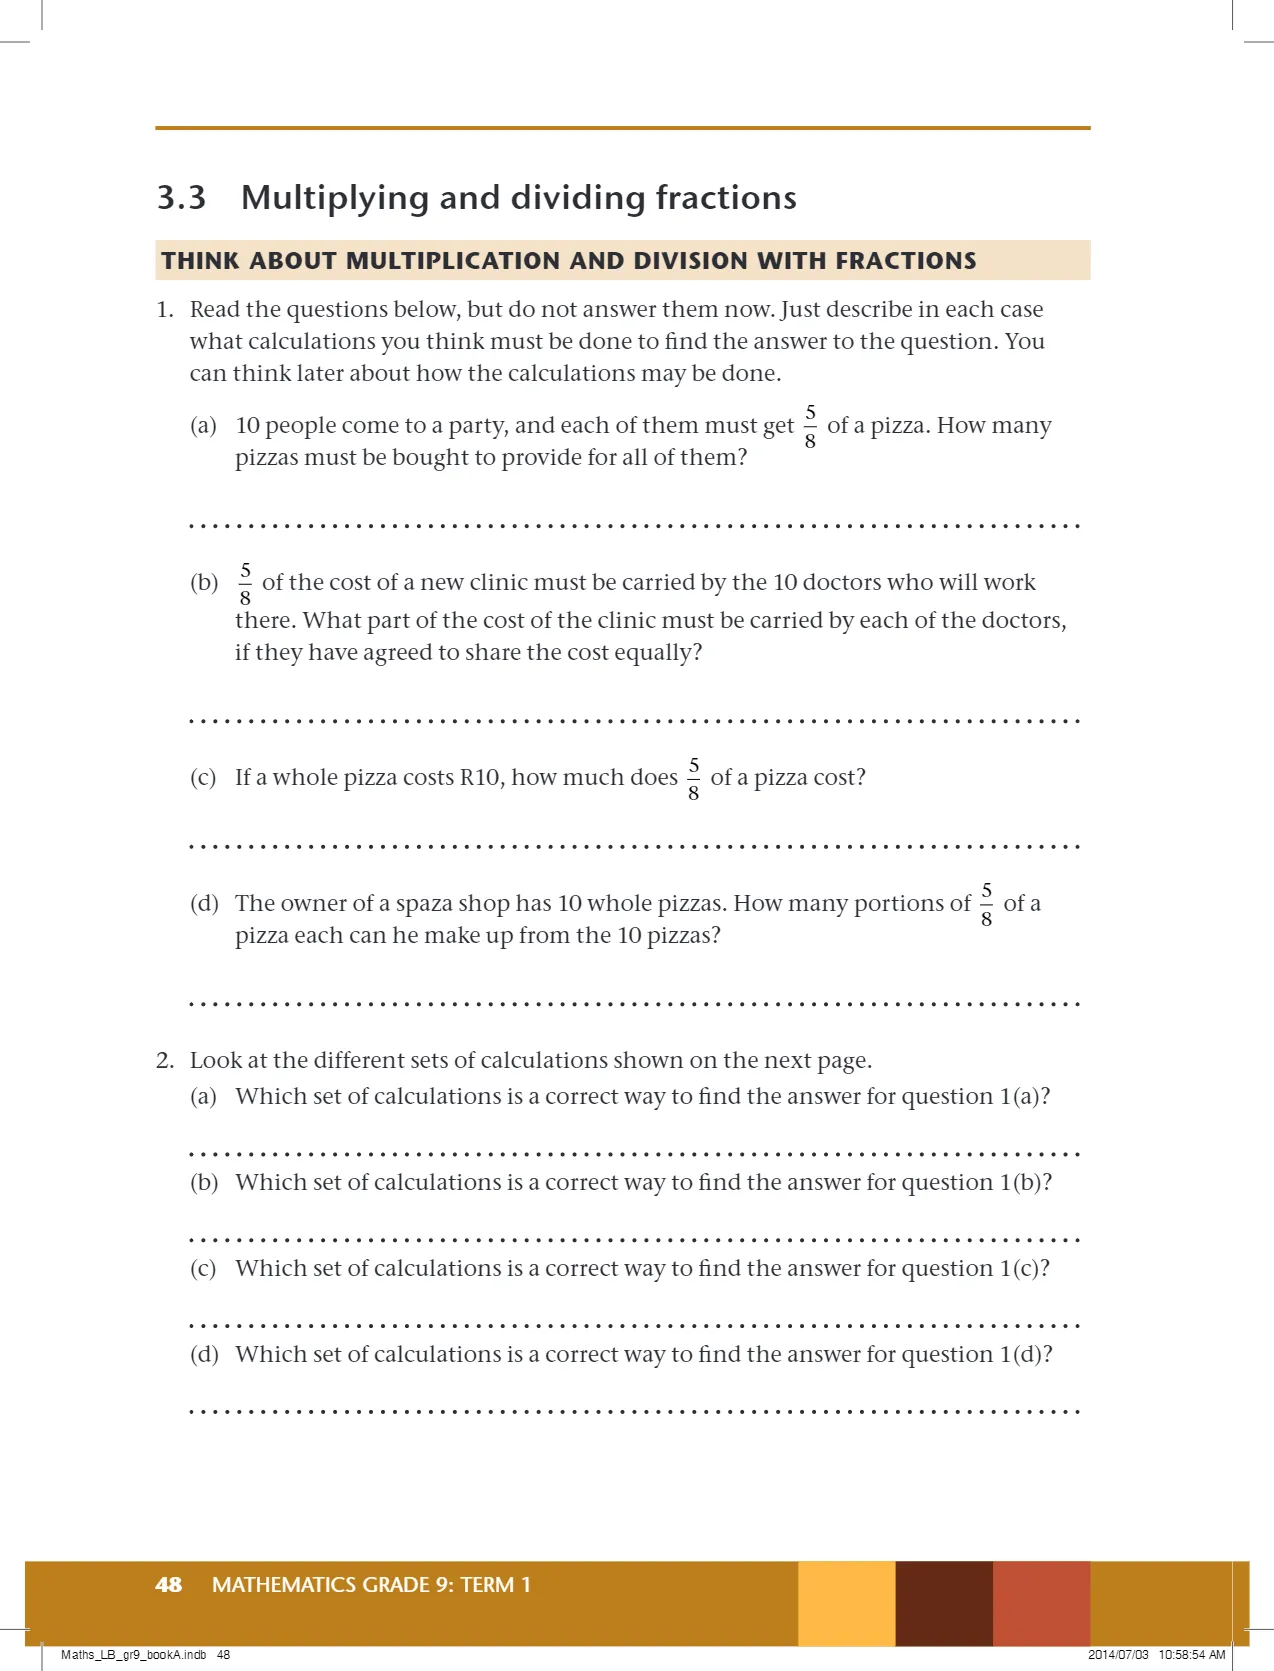 3.3 Multiplying and dividing fractions
THINK ABOUT MULTIPLICATION AND DIVISION WITH FRACTIONS
1. Read the questions below, but do not answer them now. Just describe in each case
what calculations you think must be done to find the answer to the question. You
can think later about how the calculations may be done.
(a) 10 people come to a party, and each of them must get 5/8 of a pizza. How many
pizzas must be bought to provide for all of them?
(b) 5/8 of the cost of a new clinic must be carried by the 10 doctors who will work
there. What part of the cost of the clinic must be carried by each of the doctors,
if they have agreed to share the cost equally?
(c) If a whole pizza costs R10, how much does 5/8 of a pizza cost?
(d) The owner of a spaza shop has 10 whole pizzas. How many portions of 5/8 of a
pizza each can he make up from the 10 pizzas?
2. Look at the different sets of calculations shown on the next page.
(a) Which set of calculations is a correct way to find the answer for question 1(a)?
(b) Which set of calculations is a correct way to find the answer for question 1(b)?
(c) Which set of calculations is a correct way to find the answer for question 1(c)?
(d) Which set of calculations is a correct way to find the answer for question 1(d)?
48 MATHEMATICS GRADE 9: TERM 1
Maths_LB_gr9_bookA.indb 48
2014/07/03 10:58:54 AM